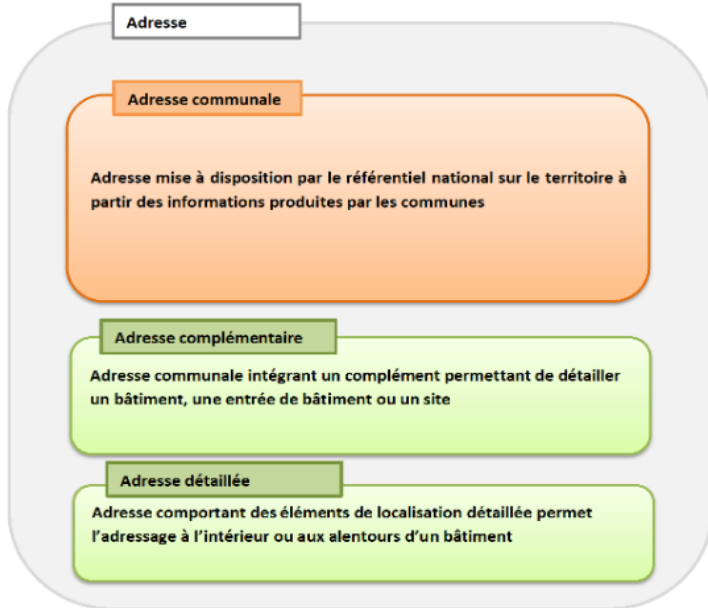 Adresse
Adresse communale
Adresse mise à disposition par le référentiel national sur le territoire à
partir des informations produites par les communes
Adresse complémentaire
Adresse communale intégrant un complément permettant de détailler
un bâtiment, une entrée de bâtiment ou un site
Adresse détaillée
Adresse comportant des éléments de localisation détaillée permet
l'adressage à l'intérieur ou aux alentours d'un bâtiment